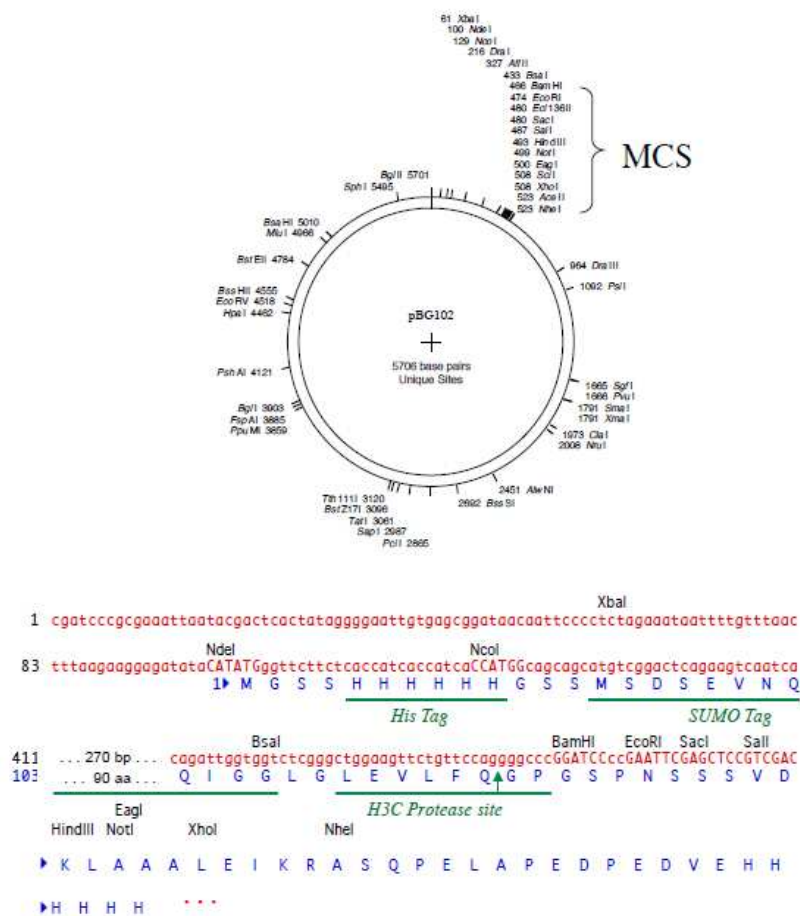 61 XbaI
100 NdeI
129 NcoI
216 DraI
327 AflII
433 BsaI
466 BamHI
474 EcoRI
480 Ecl136II
480 SacI
487 SalI
493 HindIII
499 NotI
500 EagI
508 SciI
508 XhoI
523 AceII
523 NheI
MCS
BglII 5701
SphI 5495
BsaHI 5010
MluI 4966
BstEII 4784
BssHII 4555
EcoRV 4518
HpaI 4462
PshAI 4121
BglI 3903
FspAI 3885
PpuMI 3859
Tth111I 3120
BstZ17I 3096
TatI 3061
SapI 2987
PciI 2865
964 DraIII
1092 PstI
1665 SgfI
1666 PvuI
1791 SmaI
1791 XmaI
1973 ClaI
2008 NruI
2451 AlwNI
2692 BssSI
pBG102
5706 base pairs
Unique Sites
XbaI
1 cgatcccgcgaaattaatacgactcactataggggaattgtgagcggataacaattcccctctagaaataattttgtttaac
NdeI NcoI
83 tttaagaaggagatataCATATGggttcttctcaccatcaccatcaCCATGGcagcagcatgtcggactcagaagtcaatca
1 M G S S H H H H H H G S S M S D S E V N Q
His Tag SUMO Tag
BsaI BamHI EcoRI SacI SalI
411 ... 270 bp ... cagattggtggtctcgggctggaagttctgttccaggggcccGGATCCccGAATTCGAGCTCCGTCGAC
103 ... 90 aa ... Q I G G L G L E V L F Q G P G S P N S S S V D
H3C Protease site
EagI
HindIII NotI XhoI NheI
K L A A A L E I K R A S Q P E L A P E D P E D V E H H
H H H H ...